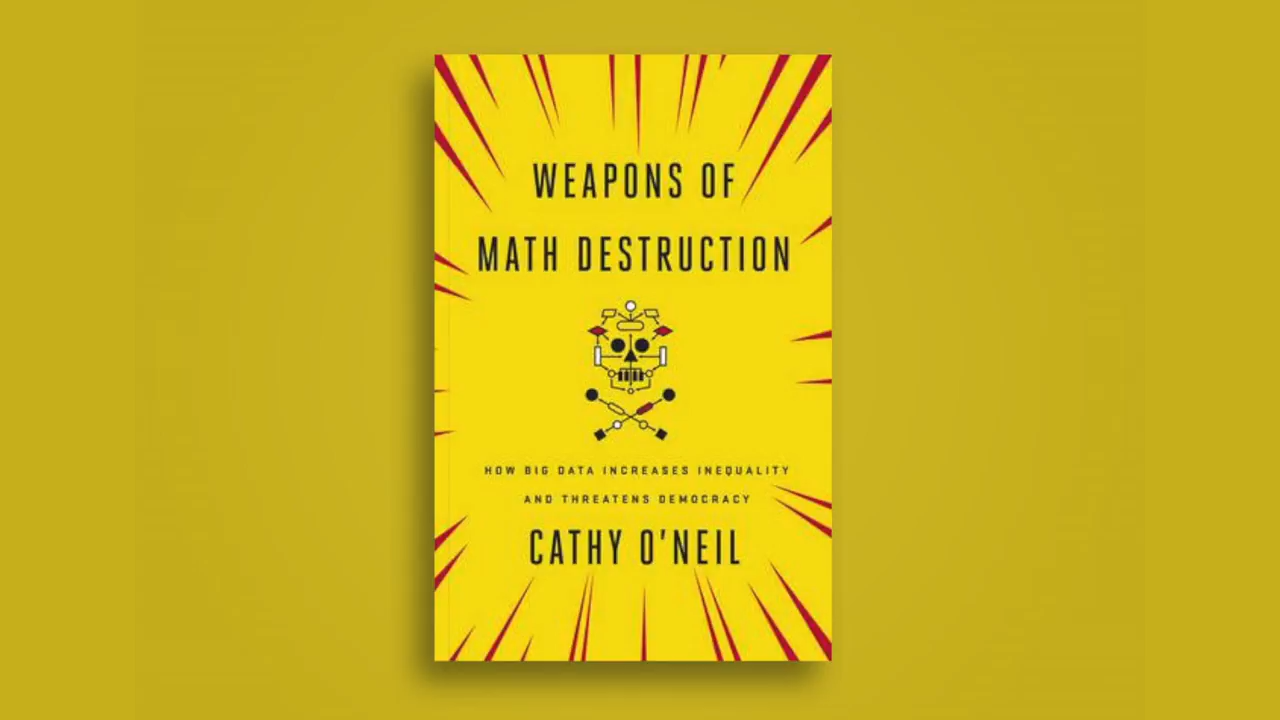 WEAPONS OF
MATH DESTRUCTION
HOW BIG DATA INCREASES INEQUALITY
AND THREATENS DEMOCRACY
CATHY O'NEIL